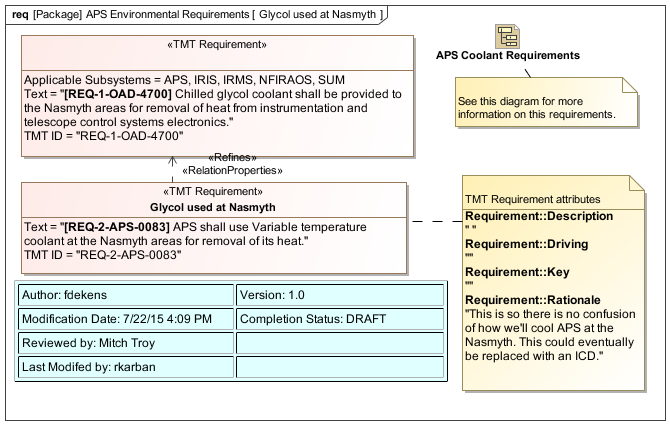 req [Package] APS Environmental Requirements [ Glycol used at Nasmyth ]
«TMT Requirement»
Applicable Subsystems = APS, IRIS, IRMS, NFIRAOS, SUM
Text = "[REQ-1-OAD-4700] Chilled glycol coolant shall be provided to
the Nasmyth areas for removal of heat from instrumentation and
telescope control systems electronics."
TMT ID = "REQ-1-OAD-4700"
APS Coolant Requirements
See this diagram for more
information on this requirements.
«Refines»
«RelationProperties»
«TMT Requirement»
Glycol used at Nasmyth
Text = "[REQ-2-APS-0083] APS shall use Variable temperature
coolant at the Nasmyth areas for removal of its heat."
TMT ID = "REQ-2-APS-0083"
TMT Requirement attributes
Requirement::Description
" "
Requirement::Driving
""
Requirement::Key
""
Requirement::Rationale
"This is so there is no confusion
of how we'll cool APS at the
Nasmyth. This could eventually
be replaced with an ICD."
Author: fdekens
Version: 1.0
Modification Date: 7/22/15 4:09 PM
Completion Status: DRAFT
Reviewed by: Mitch Troy
Last Modifed by: rkarban